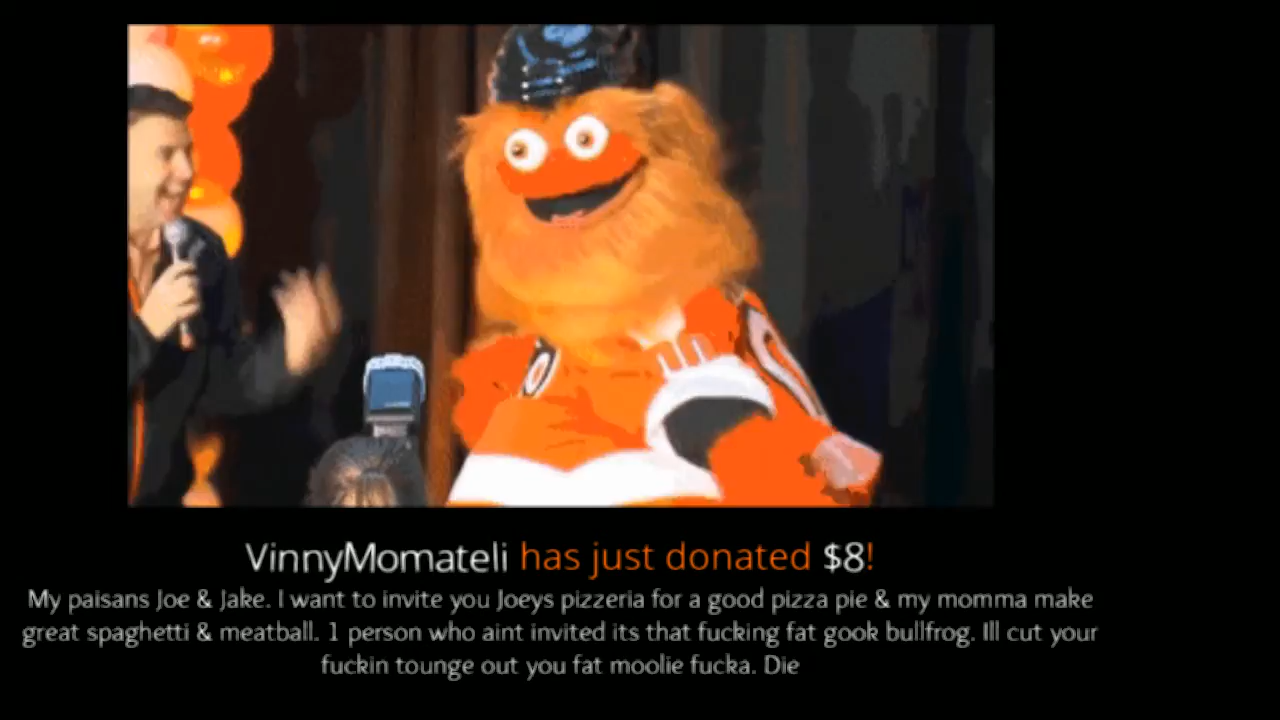 VinnyMomateli has just donated $8!
My paisans Joe & Jake. I want to invite you Joeys pizzeria for a good pizza pie & my momma make
great spaghetti & meatball. 1 person who aint invited its that fucking fat gook bullfrog. Ill cut your
fuckin tounge out you fat moolie fucka. Die